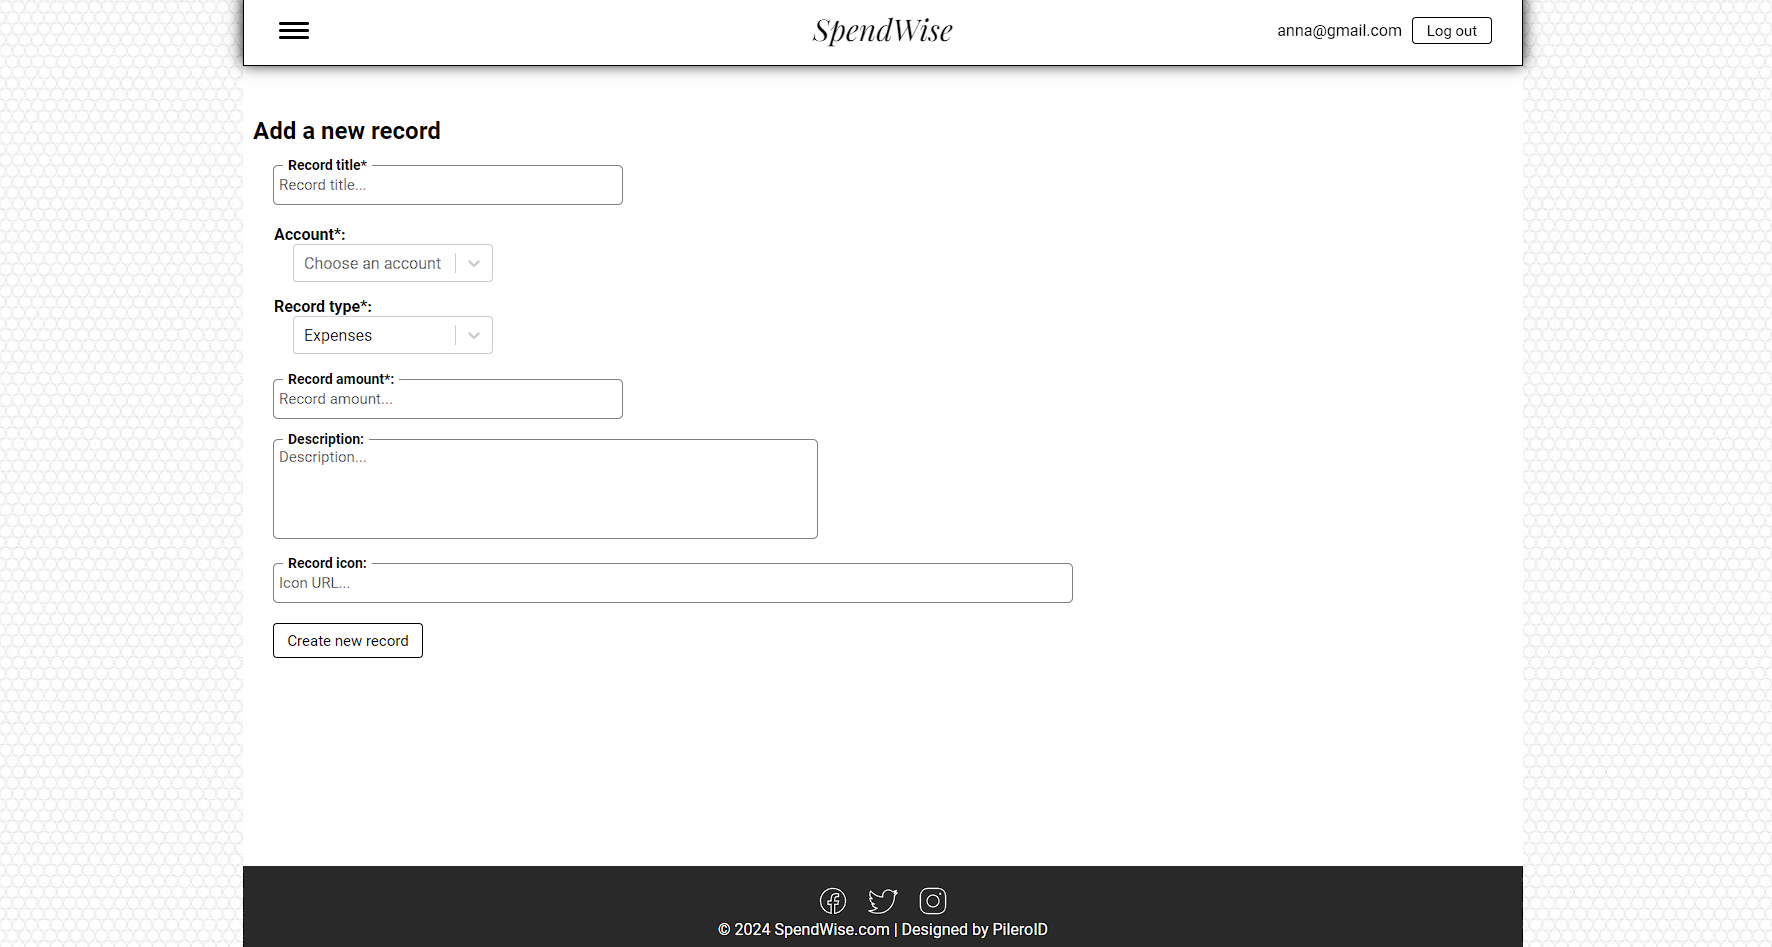 SpendWise
anna@gmail.com Log out
Add a new record
Record title*
Record title...
Account*:
Choose an account
Record type*:
Expenses
Record amount*:
Record amount...
Description:
Description...
Record icon:
Icon URL...
Create new record
© 2024 SpendWise.com | Designed by PileroID